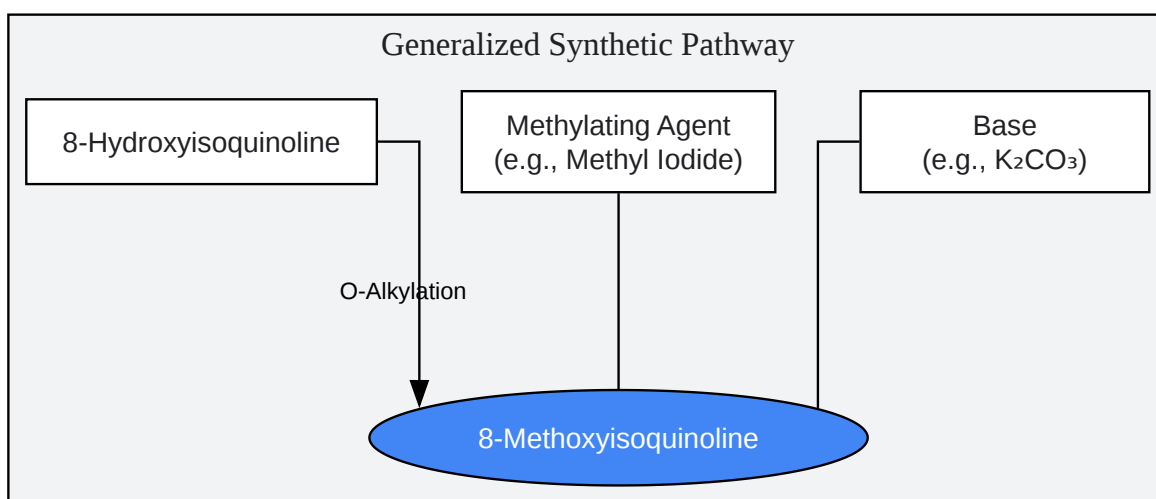 Generalized Synthetic Pathway
8-Hydroxyisoquinoline
Methylating Agent
(e.g., Methyl Iodide)
Base
(e.g., K₂CO₃)
O-Alkylation
8-Methoxyisoquinoline